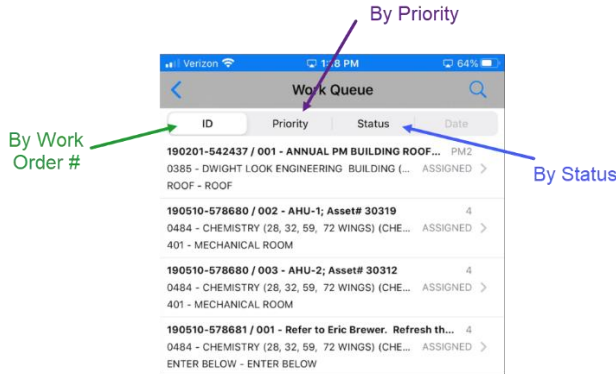 By Priority
Verizon 1:18 PM 64%
Work Queue
ID Priority Status Date
By Work
Order #
By Status
190201-542437 / 001 - ANNUAL PM BUILDING ROOF... PM2
0385 - DWIGHT LOOK ENGINEERING BUILDING (... ASSIGNED
ROOF - ROOF
190510-578680 / 002 - AHU-1; Asset# 30319 4
0484 - CHEMISTRY (28, 32, 59, 72 WINGS) (CHE... ASSIGNED
401 - MECHANICAL ROOM
190510-578680 / 003 - AHU-2; Asset# 30312 4
0484 - CHEMISTRY (28, 32, 59, 72 WINGS) (CHE... ASSIGNED
401 - MECHANICAL ROOM
190510-578681 / 001 - Refer to Eric Brewer. Refresh th... 4
0484 - CHEMISTRY (28, 32, 59, 72 WINGS) (CHE... ASSIGNED
ENTER BELOW - ENTER BELOW